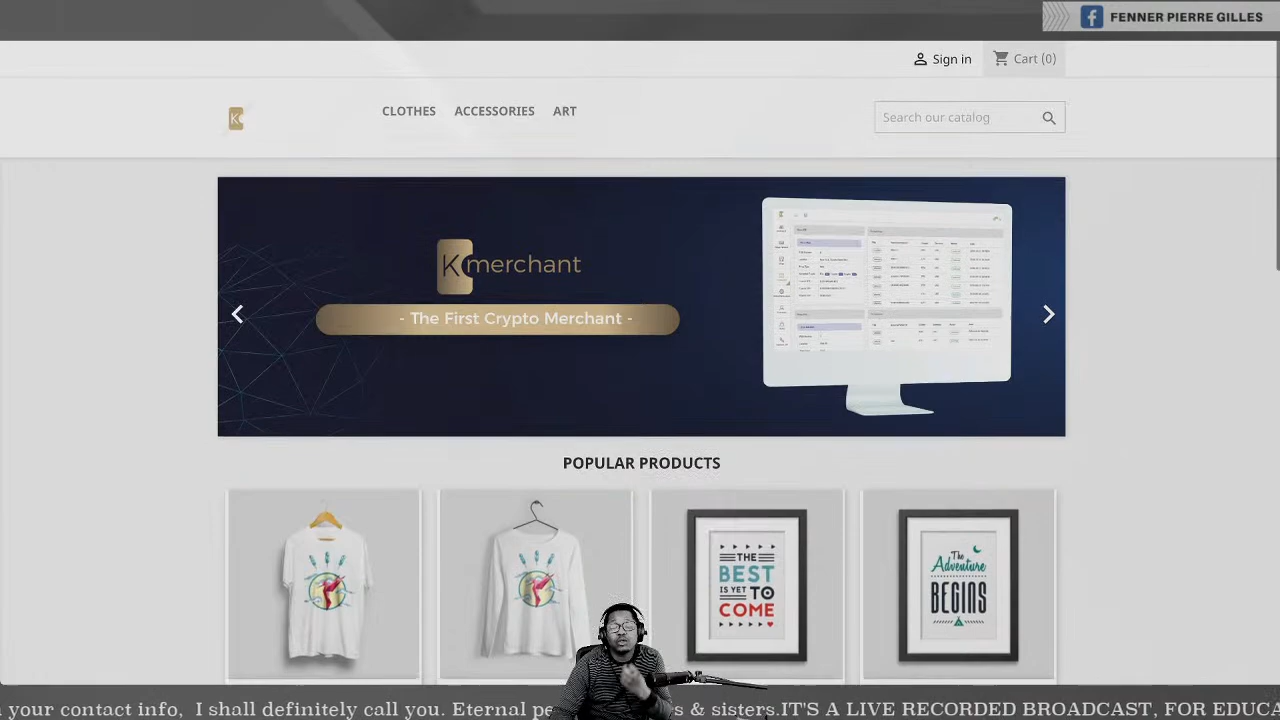 FENNER PIERRE GILLES
Sign in
Cart (0)
K
CLOTHES ACCESSORIES ART
Search our catalog
Kmerchant
- The First Crypto Merchant -
POPULAR PRODUCTS
THE
BEST
IS YET TO
COME
The
Adventure
BEGINS
your contact info, I shall definitely call you. Eternal pe s & sisters.IT'S A LIVE RECORDED BROADCAST, FOR EDUCA